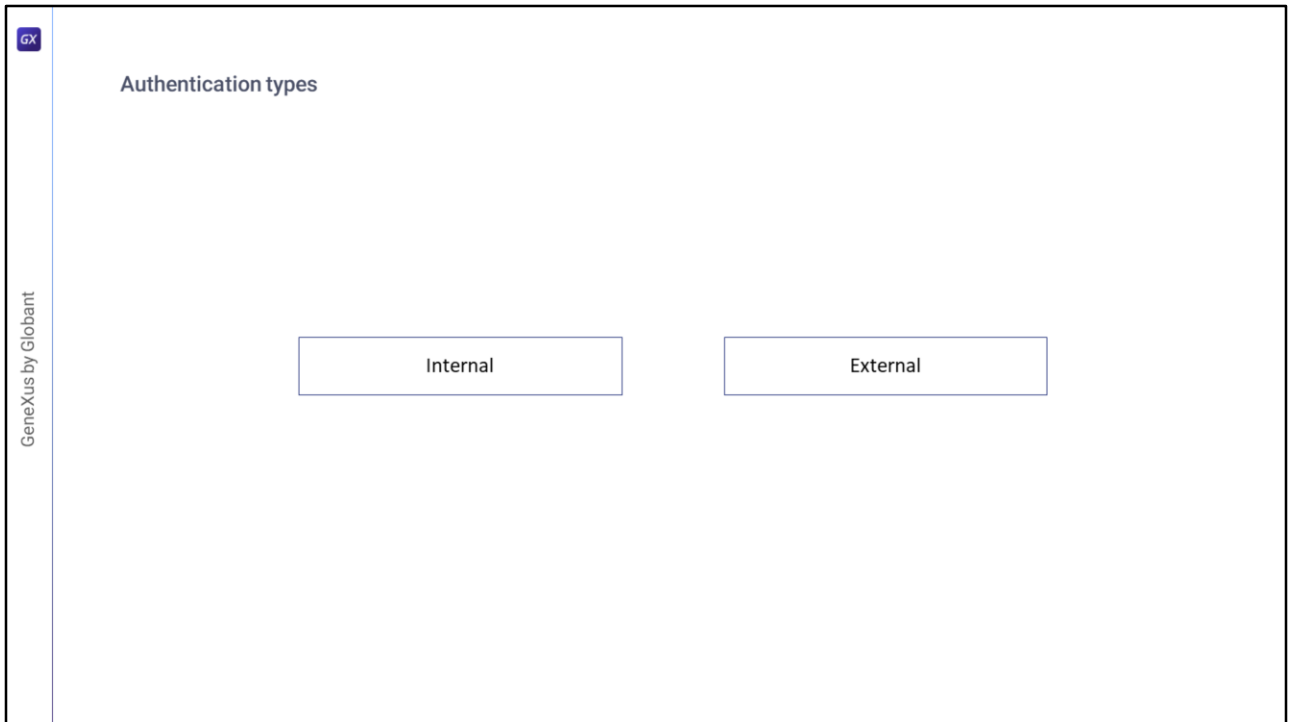 GX
Authentication types
Internal
External
GeneXus by Globant